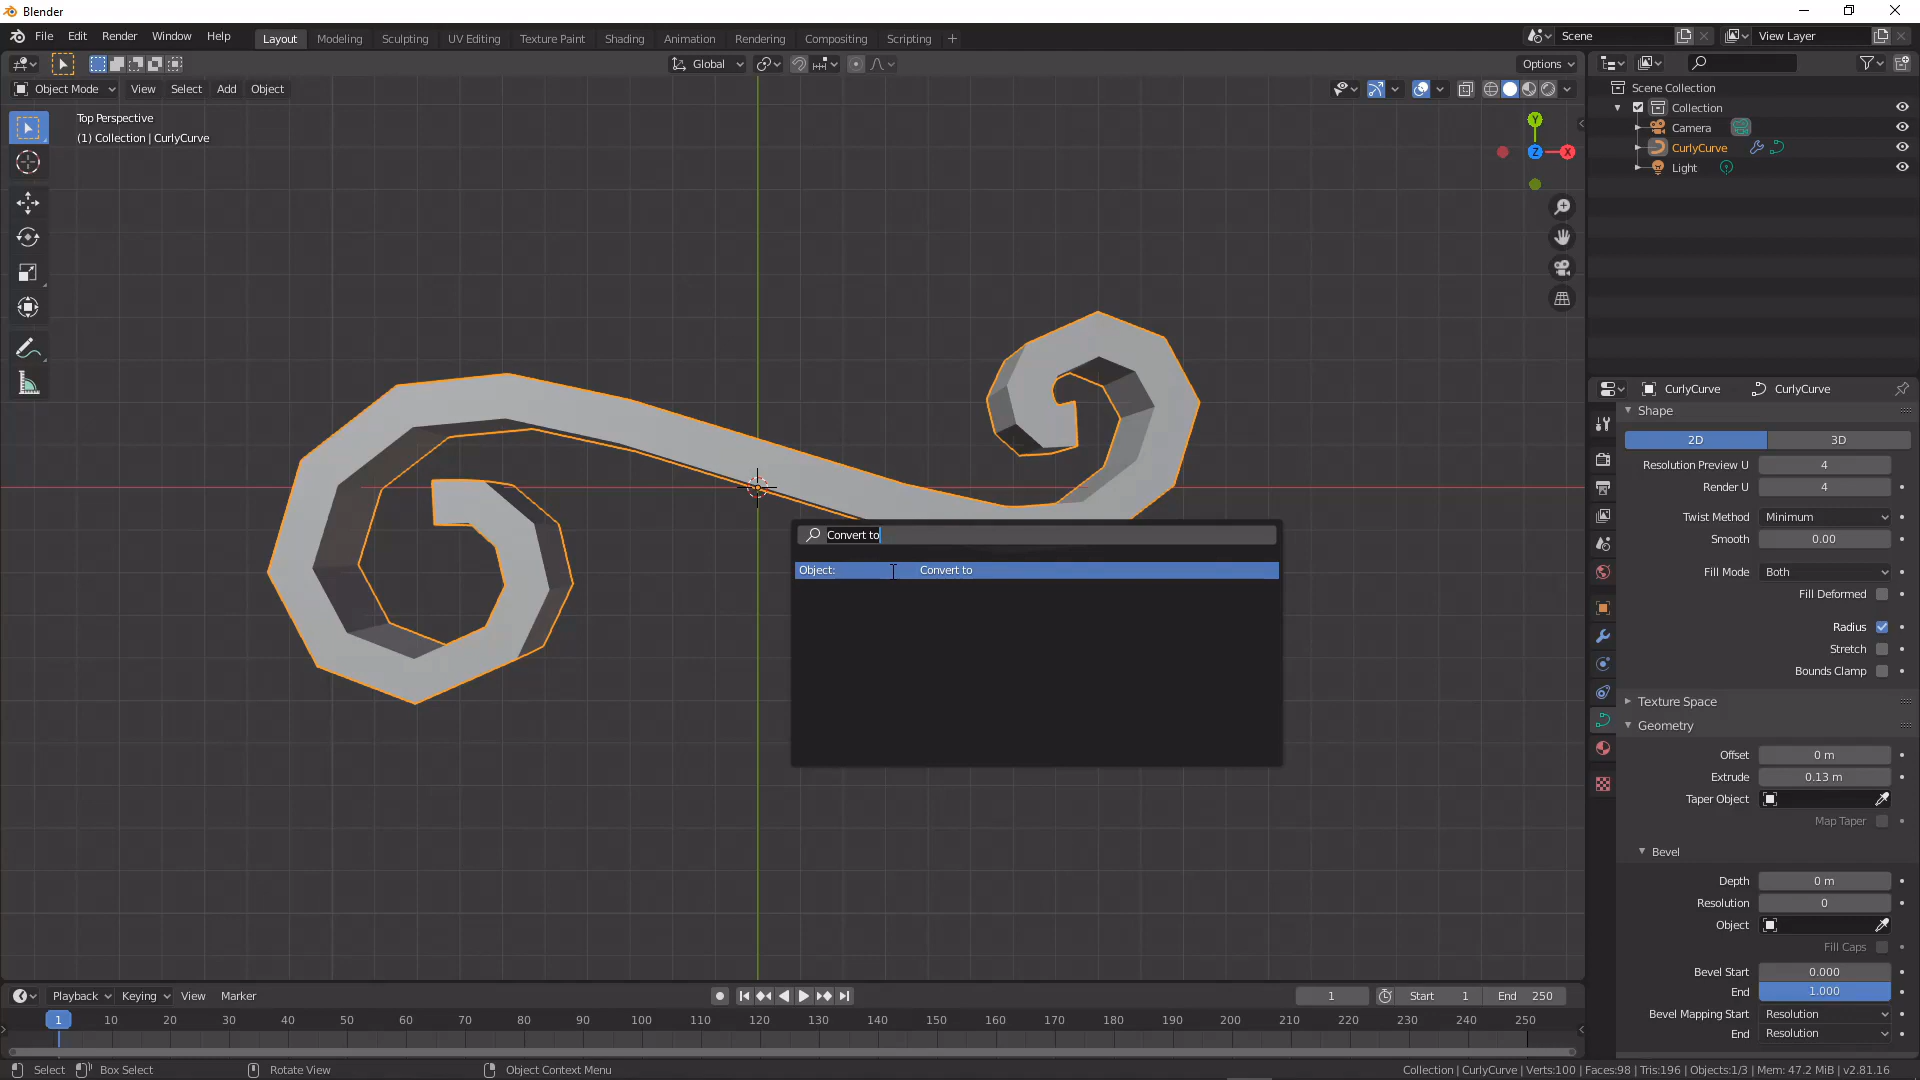 Blender
File Edit Render Window Help
Layout Modeling Sculpting UV Editing Texture Paint Shading Animation Rendering Compositing Scripting +
Scene
View Layer
Global
Options
Object Mode View Select Add Object
Top Perspective
(1) Collection | CurlyCurve
Y
Z
X
Scene Collection
Collection
Camera
CurlyCurve
Light
Convert to
Object: Convert to
CurlyCurve CurlyCurve
Shape
2D 3D
Resolution Preview U 4
Render U 4
Twist Method Minimum
Smooth 0.00
Fill Mode Both
Fill Deformed
Radius
Stretch
Bounds Clamp
Texture Space
Geometry
Offset 0 m
Extrude 0.13 m
Taper Object
Map Taper
Bevel
Depth 0 m
Resolution 0
Object
Fill Caps
Bevel Start 0.000
End 1.000
Bevel Mapping Start Resolution
End Resolution
Playback Keying View Marker
1 Start 1 End 250
1 10 20 30 40 50 60 70 80 90 100 110 120 130 140 150 160 170 180 190 200 210 220 230 240 250
Select Box Select Rotate View Object Context Menu
Collection | CurlyCurve | Verts:100 | Faces:98 | Tris:196 | Objects:1/3 | Mem: 47.2 MiB | v2.81.16